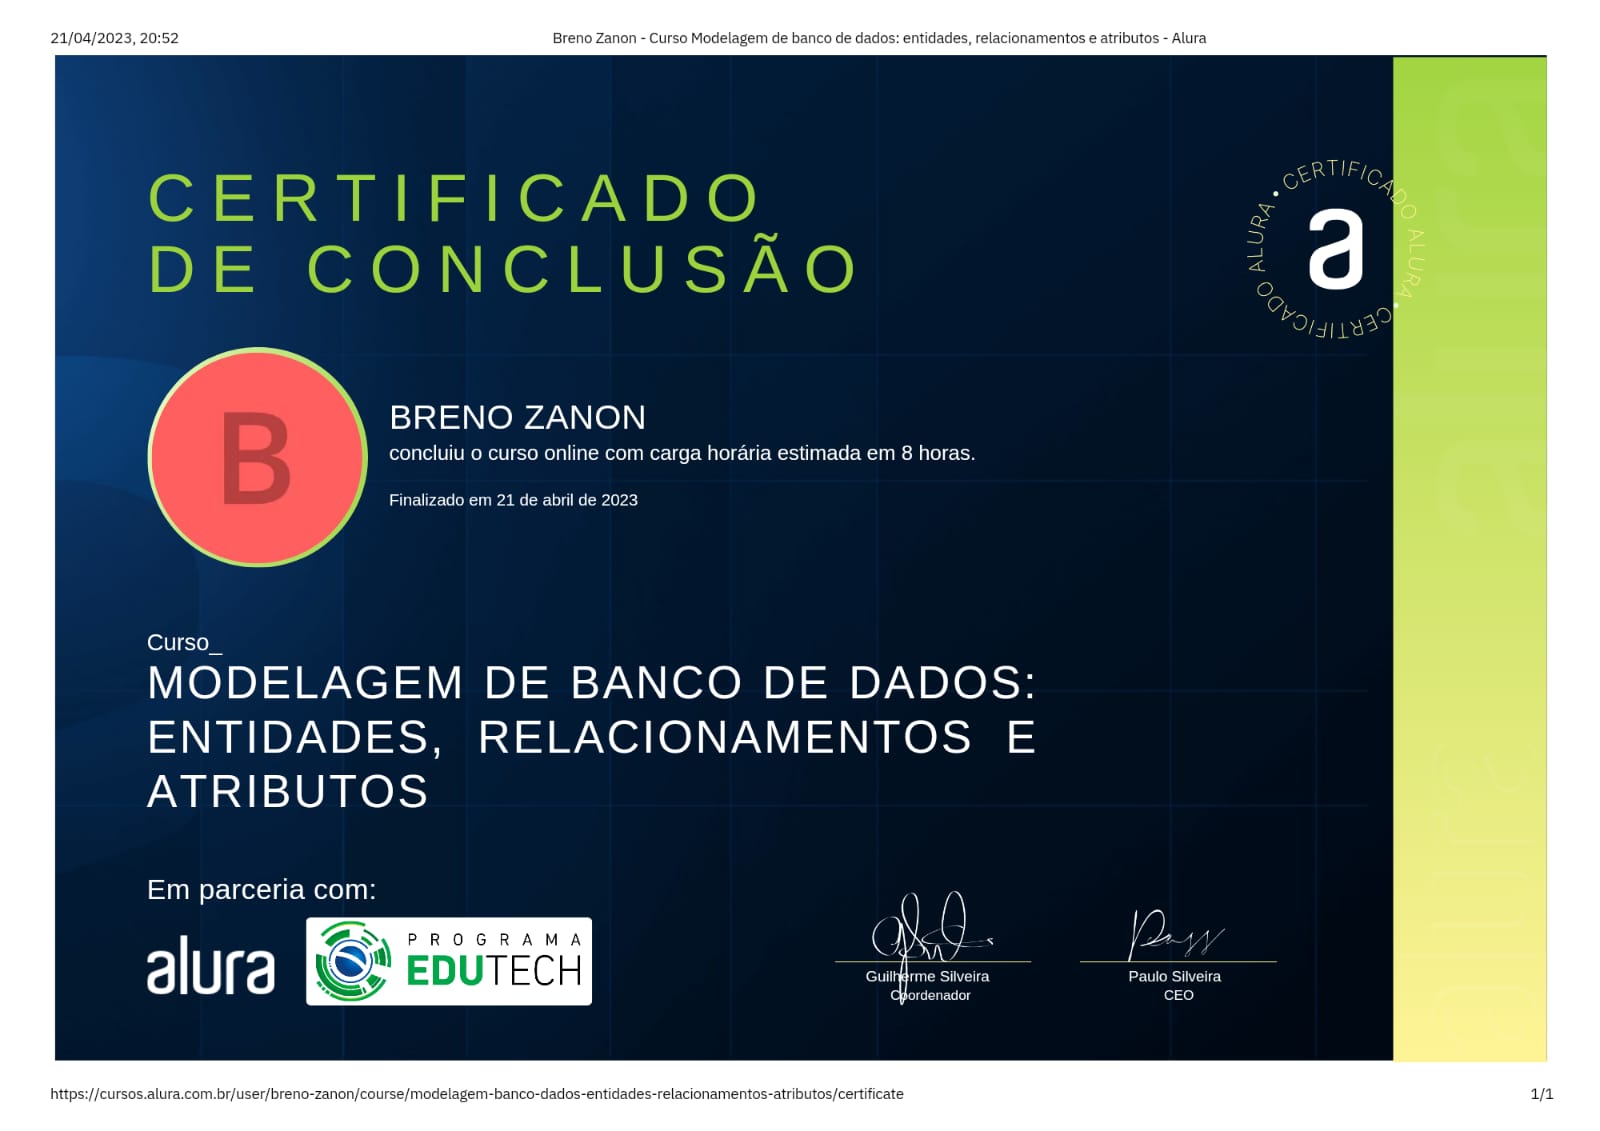 21/04/2023, 20:52
Breno Zanon - Curso Modelagem de banco de dados: entidades, relacionamentos e atributos - Alura
CERTIFICADO
DE CONCLUSÃO
CERTIFICADO ALURA • CERTIFICADO ALURA •
a
B
BRENO ZANON
concluiu o curso online com carga horária estimada em 8 horas.
Finalizado em 21 de abril de 2023
Curso_
MODELAGEM DE BANCO DE DADOS:
ENTIDADES, RELACIONAMENTOS E
ATRIBUTOS
Em parceria com:
alura
PROGRAMA
EDUTECH
Guilherme Silveira
Coordenador
Paulo Silveira
CEO
https://cursos.alura.com.br/user/breno-zanon/course/modelagem-banco-dados-entidades-relacionamentos-atributos/certificate
1/1